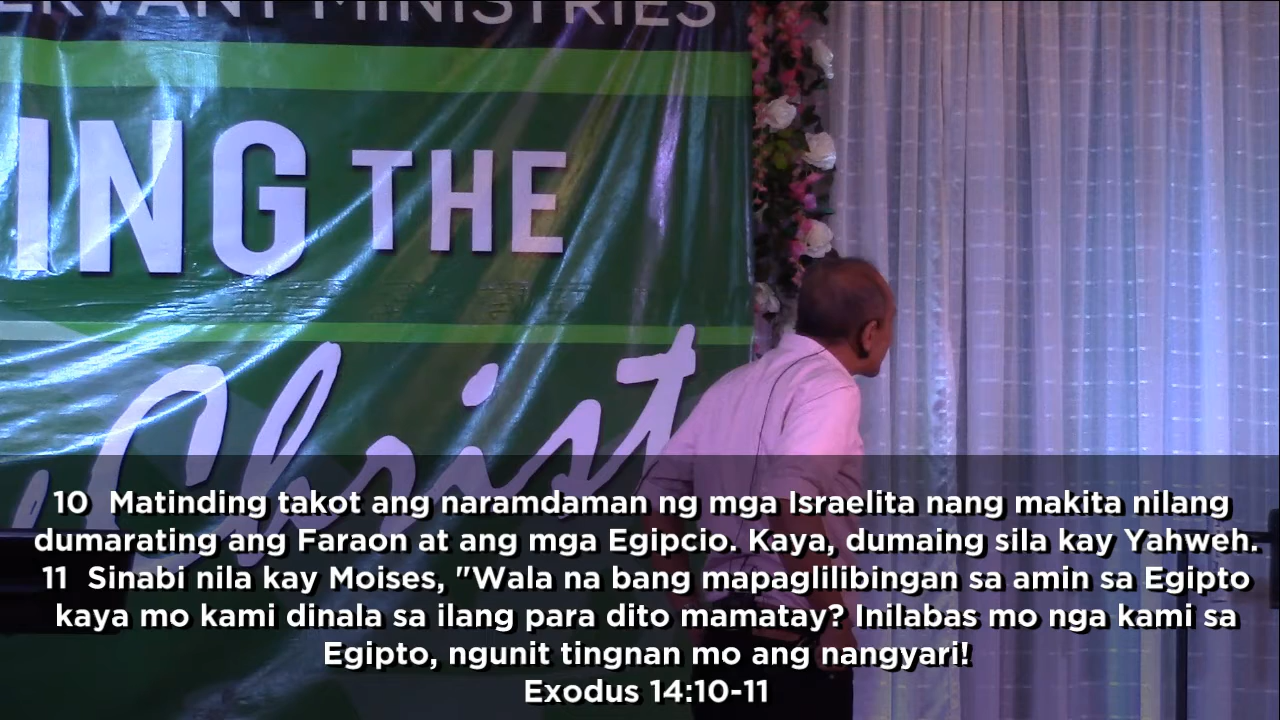 MINISTRIES
ING THE
Christ
10 Matinding takot ang naramdaman ng mga Israelita nang makita nilang
dumarating ang Faraon at ang mga Egipcio. Kaya, dumaing sila kay Yahweh.
11 Sinabi nila kay Moises, "Wala na bang mapaglilibingan sa amin sa Egipto
kaya mo kami dinala sa ilang para dito mamatay? Inilabas mo nga kami sa
Egipto, ngunit tingnan mo ang nangyari!
Exodus 14:10-11